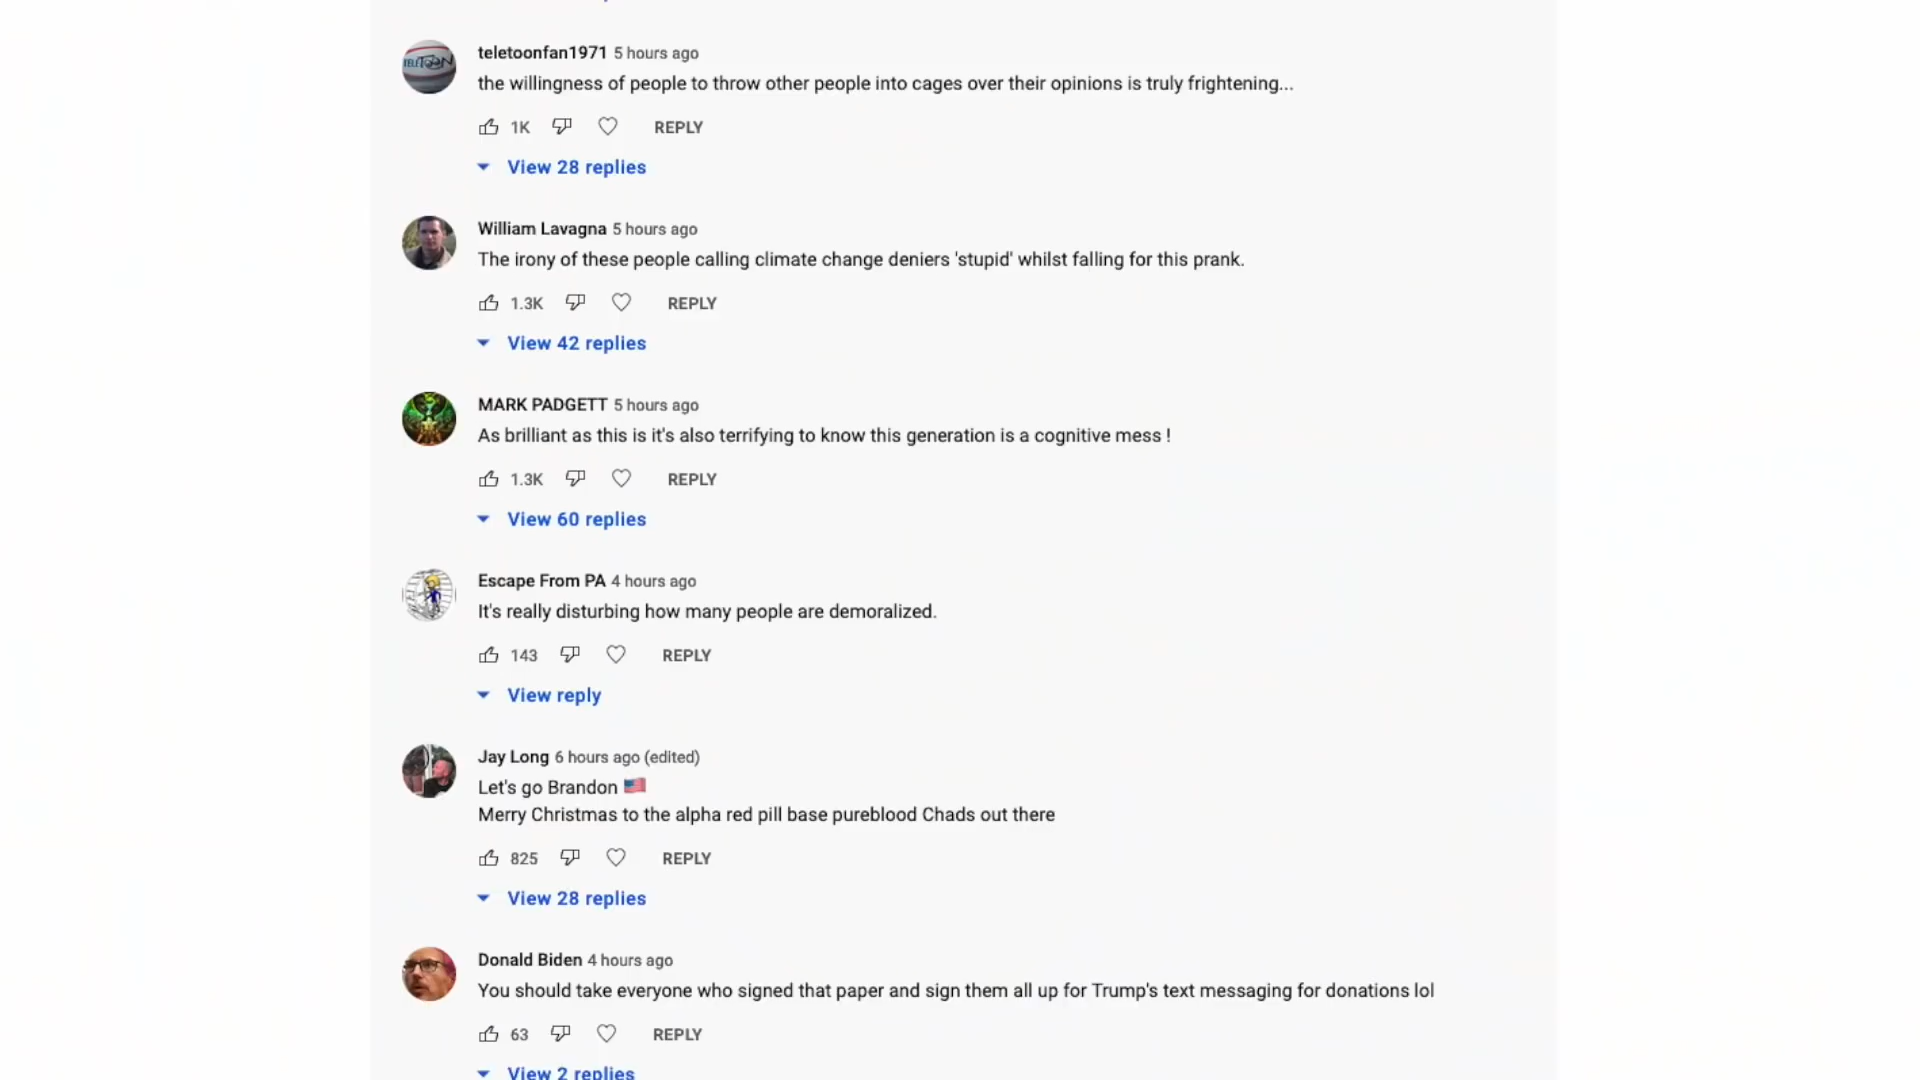 teletoonfan1971 5 hours ago
the willingness of people to throw other people into cages over their opinions is truly frightening...
1K REPLY
View 28 replies
William Lavagna 5 hours ago
The irony of these people calling climate change deniers 'stupid' whilst falling for this prank.
1.3K REPLY
View 42 replies
MARK PADGETT 5 hours ago
As brilliant as this is it's also terrifying to know this generation is a cognitive mess !
1.3K REPLY
View 60 replies
Escape From PA 4 hours ago
It's really disturbing how many people are demoralized.
143 REPLY
View reply
Jay Long 6 hours ago (edited)
Let's go Brandon 🇺🇸
Merry Christmas to the alpha red pill base pureblood Chads out there
825 REPLY
View 28 replies
Donald Biden 4 hours ago
You should take everyone who signed that paper and sign them all up for Trump's text messaging for donations lol
63 REPLY
View 2 replies